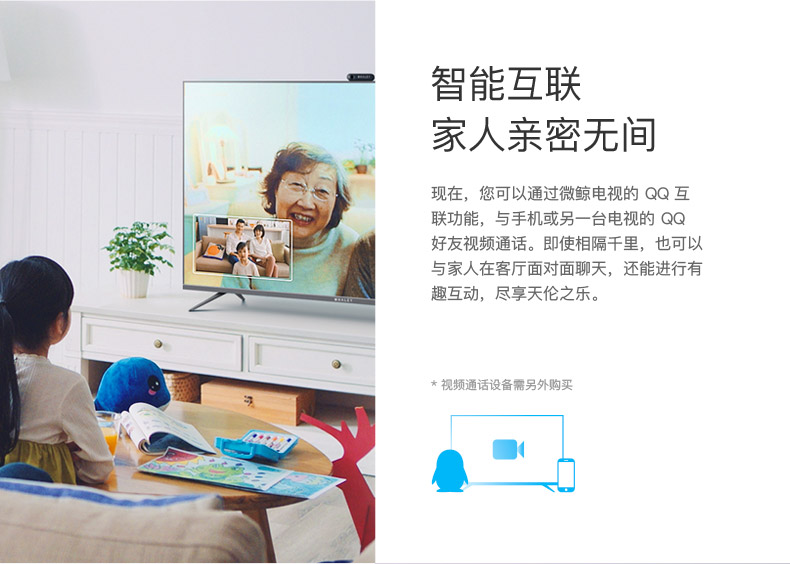 智能互联
家人亲密无间
现在，您可以通过微鲸电视的 QQ 互
联功能，与手机或另一台电视的 QQ
好友视频通话。即使相隔千里，也可以
与家人在客厅面对面聊天，还能进行有
趣互动，尽享天伦之乐。
* 视频通话设备需另外购买
WHALEY
WHALEY